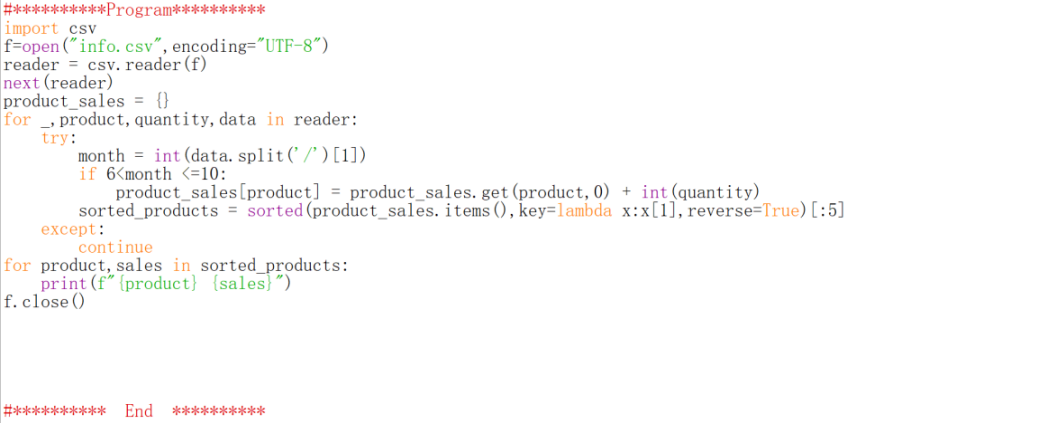 #**********Program**********
import csv
f=open("info.csv",encoding="UTF-8")
reader = csv.reader(f)
next(reader)
product_sales = {}
for _,product,quantity,data in reader:
    try:
        month = int(data.split('/')[1])
        if 6<month <=10:
            product_sales[product] = product_sales.get(product,0) + int(quantity)
        sorted_products = sorted(product_sales.items(),key=lambda x:x[1],reverse=True)[:5]
    except:
        continue
for product,sales in sorted_products:
    print(f"{product} {sales}")
f.close()
#********** End **********